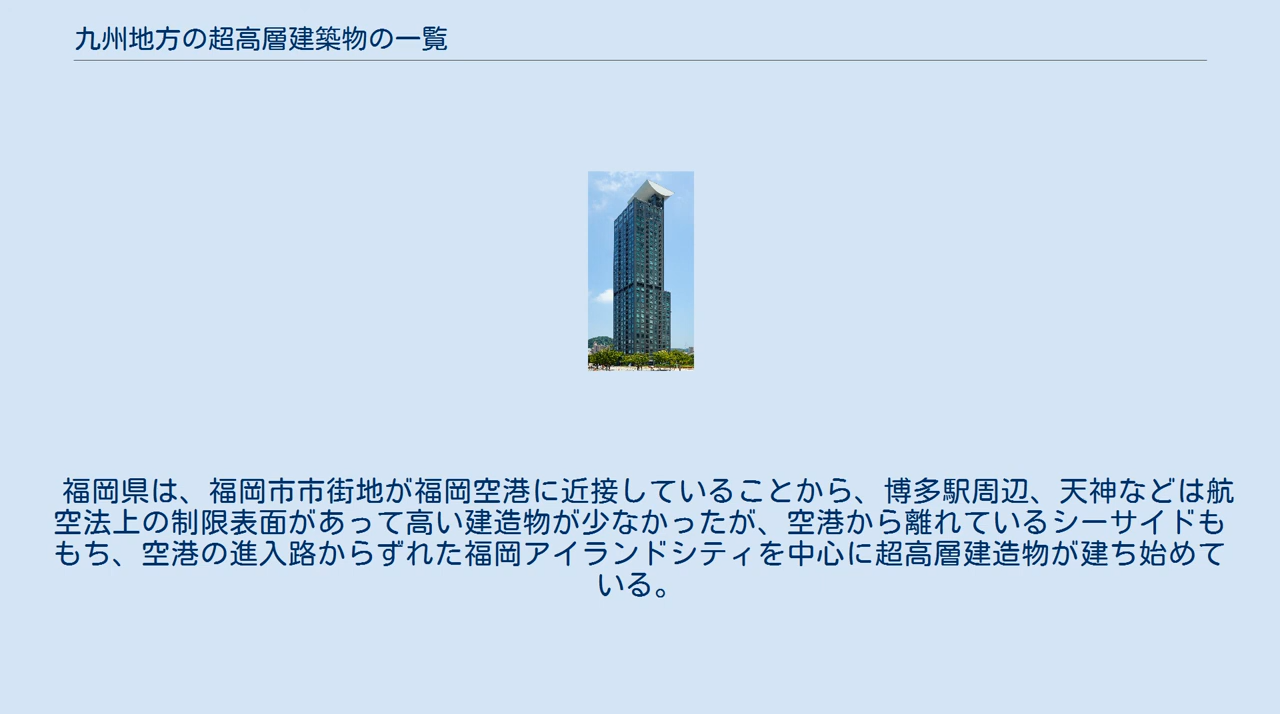 九州地方の超高層建築物の一覧
福岡県は、福岡市市街地が福岡空港に近接していることから、博多駅周辺、天神などは航
空法上の制限表面があって高い建造物が少なかったが、空港から離れているシーサイドも
もち、空港の進入路からずれた福岡アイランドシティを中心に超高層建造物が建ち始めて
いる。